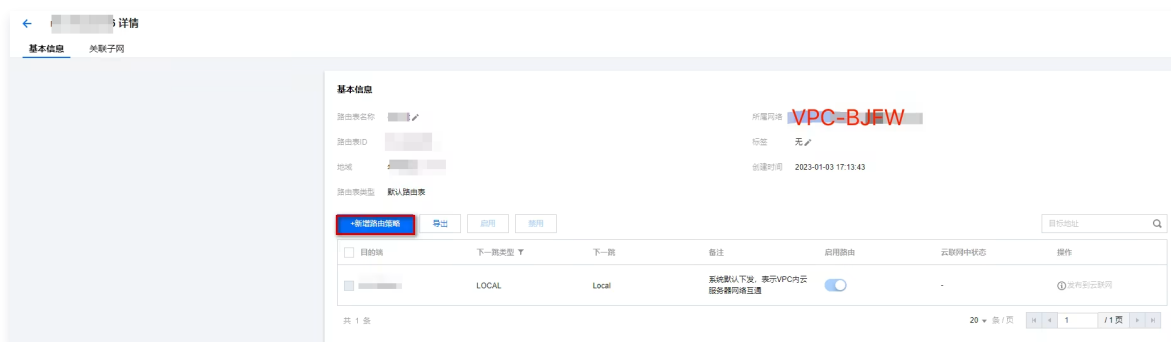 详情
基本信息 关联子网
基本信息
路由表名称 所属网络 VPC-BJFW
路由表ID 标签 无
地域 创建时间 2023-01-03 17:13:43
路由表类型 默认路由表
+新增路由策略 导出 启用 禁用 目标地址
目的端 下一跳类型 下一跳 备注 启用路由 云联网中状态 操作
LOCAL Local 系统默认下发，表示VPC内云服务器网络互通 - 发布到云联网
共 1 条 20 条 / 页 1 / 1 页